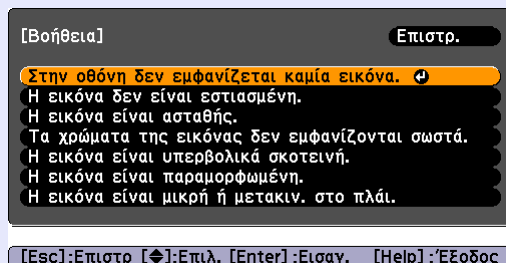 [Βοήθεια] Επιστρ.
Στην οθόνη δεν εμφανίζεται καμία εικόνα.
Η εικόνα δεν είναι εστιασμένη.
Η εικόνα είναι ασταθής.
Τα χρώματα της εικόνας δεν εμφανίζονται σωστά.
Η εικόνα είναι υπερβολικά σκοτεινή.
Η εικόνα είναι παραμορφωμένη.
Η εικόνα είναι μικρή ή μετακιν. στο πλάι.
[Esc]:Επιστρ [◆]:Επιλ. [Enter]:Εισαγ. [Help]:Έξοδος